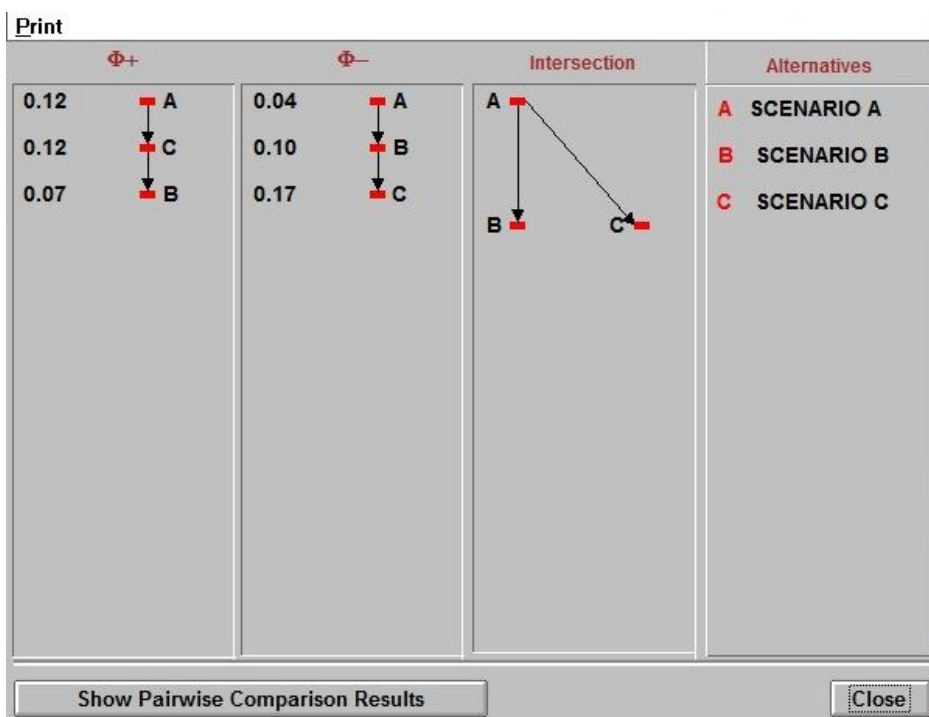 Print
Φ+ Φ– Intersection Alternatives
0.12 A 0.04 A A A SCENARIO A
0.12 C 0.10 B B SCENARIO B
0.07 B 0.17 C C SCENARIO C
B C
Show Pairwise Comparison Results Close